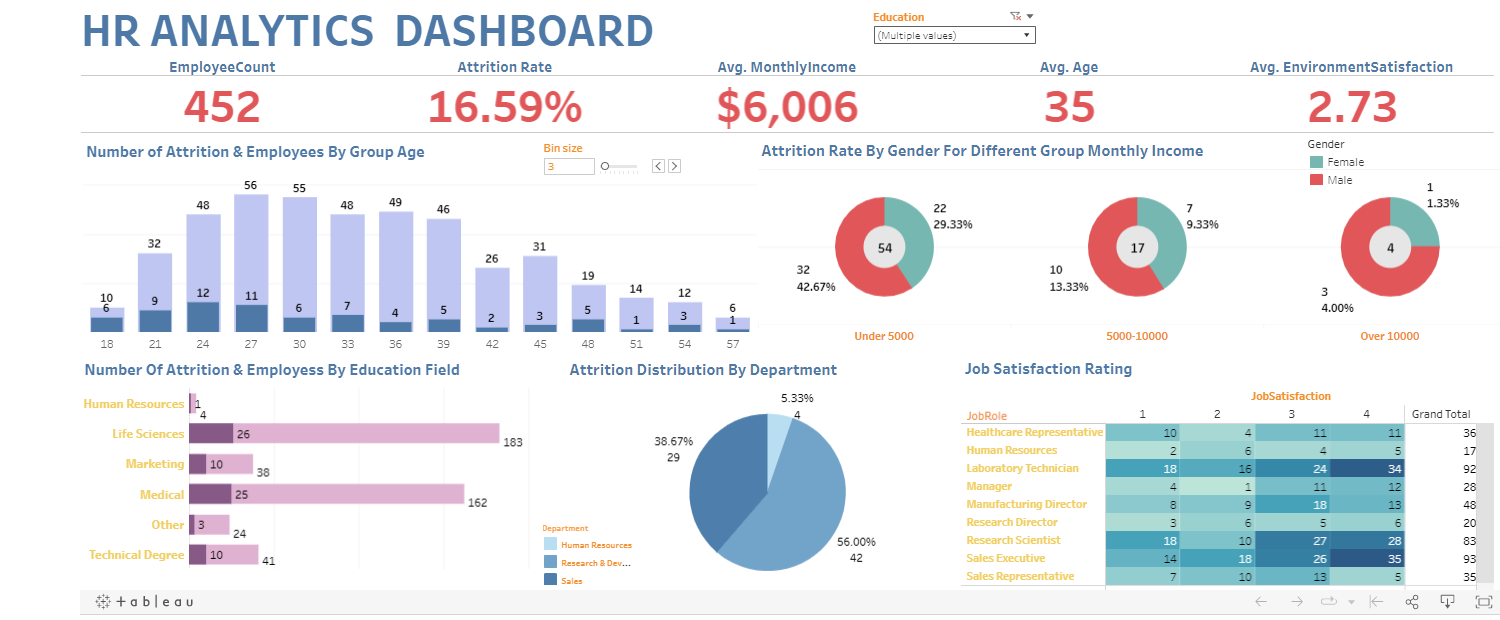 HR ANALYTICS DASHBOARD
Education
(Multiple values)
EmployeeCount
452
Attrition Rate
16.59%
Avg. MonthlyIncome
$6,006
Avg. Age
35
Avg. EnvironmentSatisfaction
2.73
Number of Attrition & Employees By Group Age
Bin size
3
10 32 48 56 55 48 49 46 26 31 19 14 12 6
6 9 12 11 6 7 4 5 2 3 5 1 3 1
18 21 24 27 30 33 36 39 42 45 48 51 54 57
Attrition Rate By Gender For Different Group Monthly Income
Gender
Female
Male
22
29.33%
54
32
42.67%
Under 5000
7
9.33%
17
10
13.33%
5000-10000
1
1.33%
4
3
4.00%
Over 10000
Number Of Attrition & Employess By Education Field
Human Resources 1
4
Life Sciences 26 183
Marketing 10 38
Medical 25 162
Other 3 24
Technical Degree 10 41
Attrition Distribution By Department
5.33%
4
38.67%
29
56.00%
42
Department
Human Resources
Research & Dev...
Sales
Job Satisfaction Rating
JobSatisfaction
JobRole 1 2 3 4 Grand Total
Healthcare Representative 10 4 11 11 36
Human Resources 2 6 4 5 17
Laboratory Technician 18 16 24 34 92
Manager 4 1 11 12 28
Manufacturing Director 8 9 18 13 48
Research Director 3 6 5 6 20
Research Scientist 18 10 27 28 83
Sales Executive 14 18 26 35 93
Sales Representative 7 10 13 5 35
+ableau